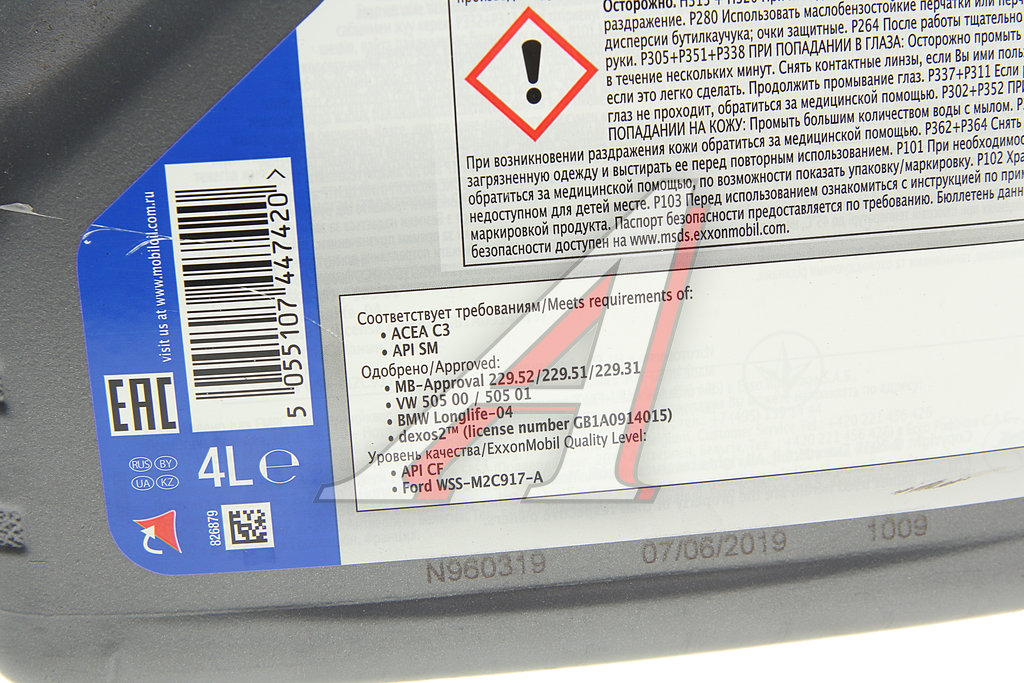 Осторожно. H315 + H320 При
раздражение. P280 Использовать маслобензостойкие перчатки или
дисперсии бутилкаучука; очки защитные. P264 После работы тщательно
руки. P305+P351+P338 ПРИ ПОПАДАНИИ В ГЛАЗА: Осторожно промыть
в течение нескольких минут. Снять контактные линзы, если Вы ими
если это легко сделать. Продолжить промывание глаз. P337+P311 Если
глаз не проходит, обратиться за медицинской помощью. P302+P352 ПРИ
ПОПАДАНИИ НА КОЖУ: Промыть большим количеством воды с мылом.
При возникновении раздражения кожи обратиться за медицинской помощью. P362+P364 Снять
загрязненную одежду и выстирать ее перед повторным использованием. P101 При
обратиться за медицинской помощью, по возможности показать упаковку/маркировку. P102
недоступном для детей месте. P103 Перед использованием ознакомиться с инструкцией по
маркировкой продукта. Паспорт безопасности предоставляется по требованию. Бюллетень
безопасности доступен на www.msds.exxonmobil.com.
visit us at www.mobiloil.com.ru
5 055107 447420 >
EAC
RUS BY
UA KZ
4L e
826879
Соответствует требованиям/Meets requirements of:
• ACEA C3
• API SM
Одобрено/Approved:
• MB-Approval 229.52/229.51/229.31
• VW 505 00 / 505 01
• BMW Longlife-04
• dexos2™ (license number GB1A0914015)
Уровень качества/ExxonMobil Quality Level:
• API CF
• Ford WSS-M2C917-A
N960319 07/06/2019 1009